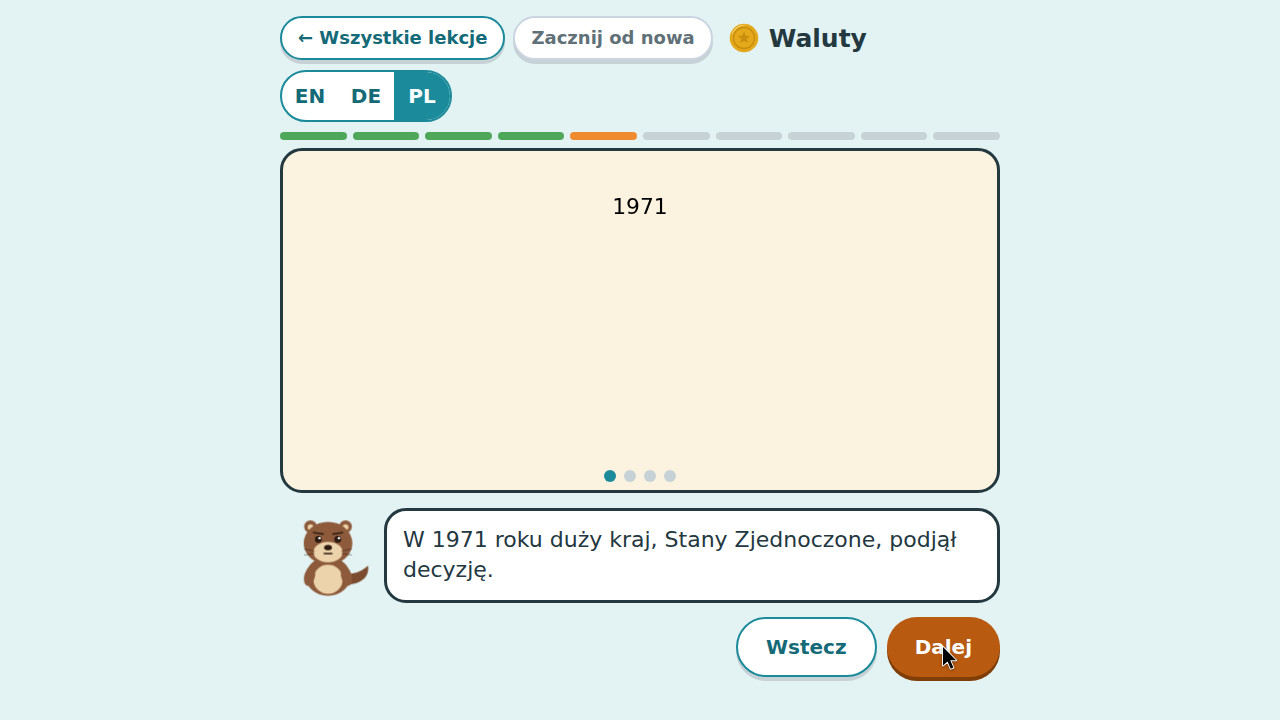 ← Wszystkie lekcje
Zacznij od nowa
Waluty
EN DE PL
1971
W 1971 roku duży kraj, Stany Zjednoczone, podjął
decyzję.
Wstecz
Dalej